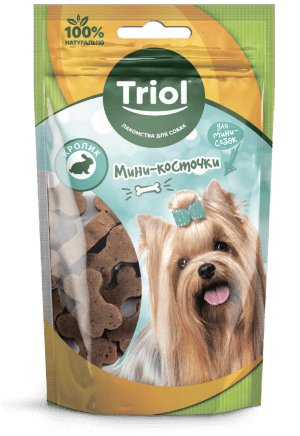 100%
НАТУРАЛЬНО
Triol
ЛАКОМСТВА ДЛЯ СОБАК
ДЛЯ
МИНИ-
СОБАК
КРОЛИК
Мини-косточки